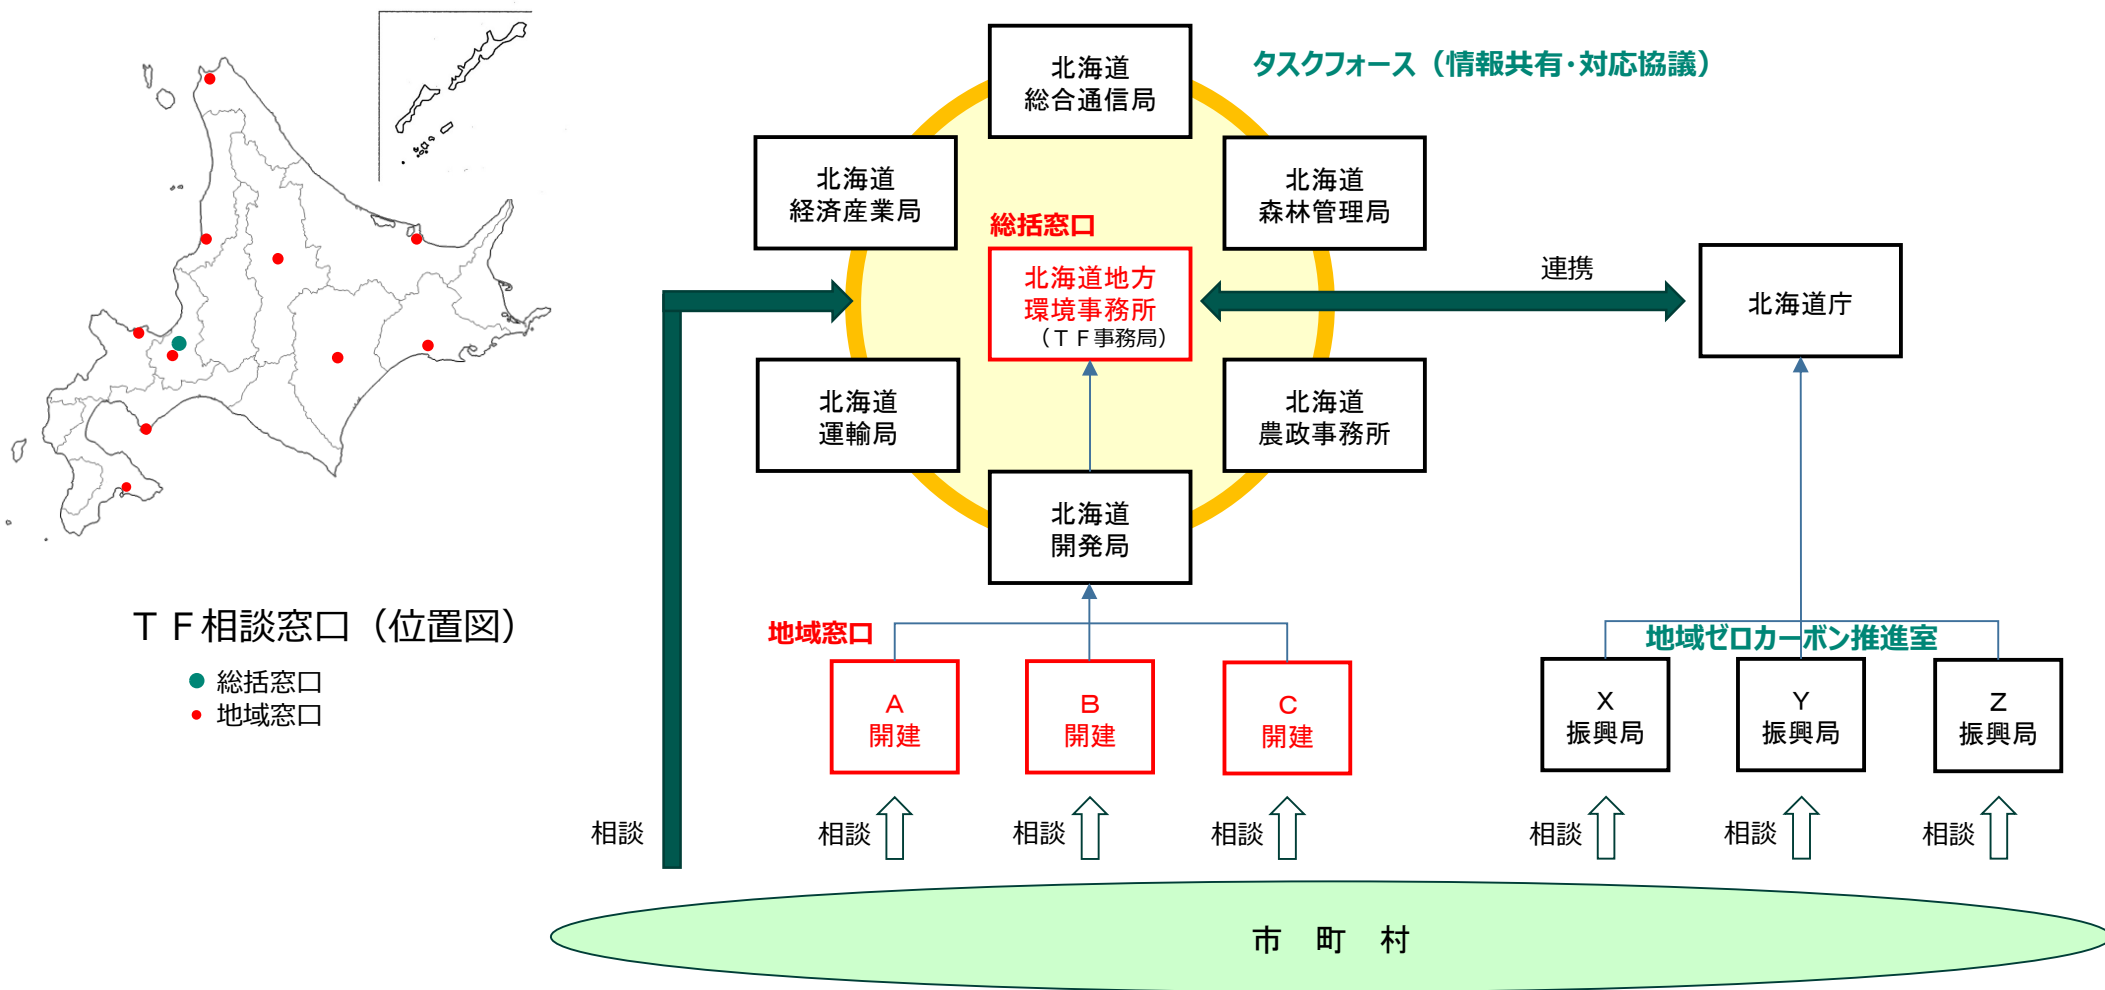 タスクフォース（情報共有・対応協議）
北海道
総合通信局
北海道
経済産業局
北海道
森林管理局
総括窓口
北海道地方
環境事務所
（ＴＦ事務局）
連携
北海道庁
北海道
運輸局
北海道
農政事務所
北海道
開発局
ＴＦ相談窓口（位置図）
総括窓口
地域窓口
地域窓口
A
開建
B
開建
C
開建
地域ゼロカーボン推進室
X
振興局
Y
振興局
Z
振興局
相談
相談
相談
相談
相談
相談
相談
市　町　村